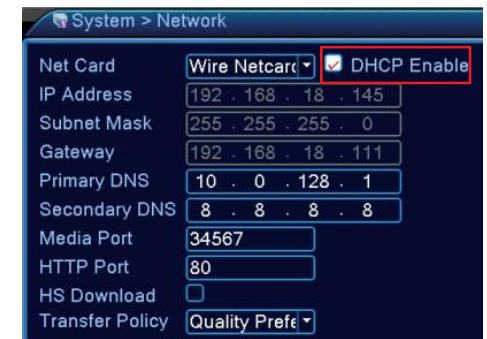 System > Network
Net Card Wire Netcarc DHCP Enable
IP Address 192 . 168 . 18 . 145
Subnet Mask 255 . 255 . 255 . 0
Gateway 192 . 168 . 18 . 111
Primary DNS 10 . 0 . 128 . 1
Secondary DNS 8 . 8 . 8 . 8
Media Port 34567
HTTP Port 80
HS Download
Transfer Policy Quality Prefe